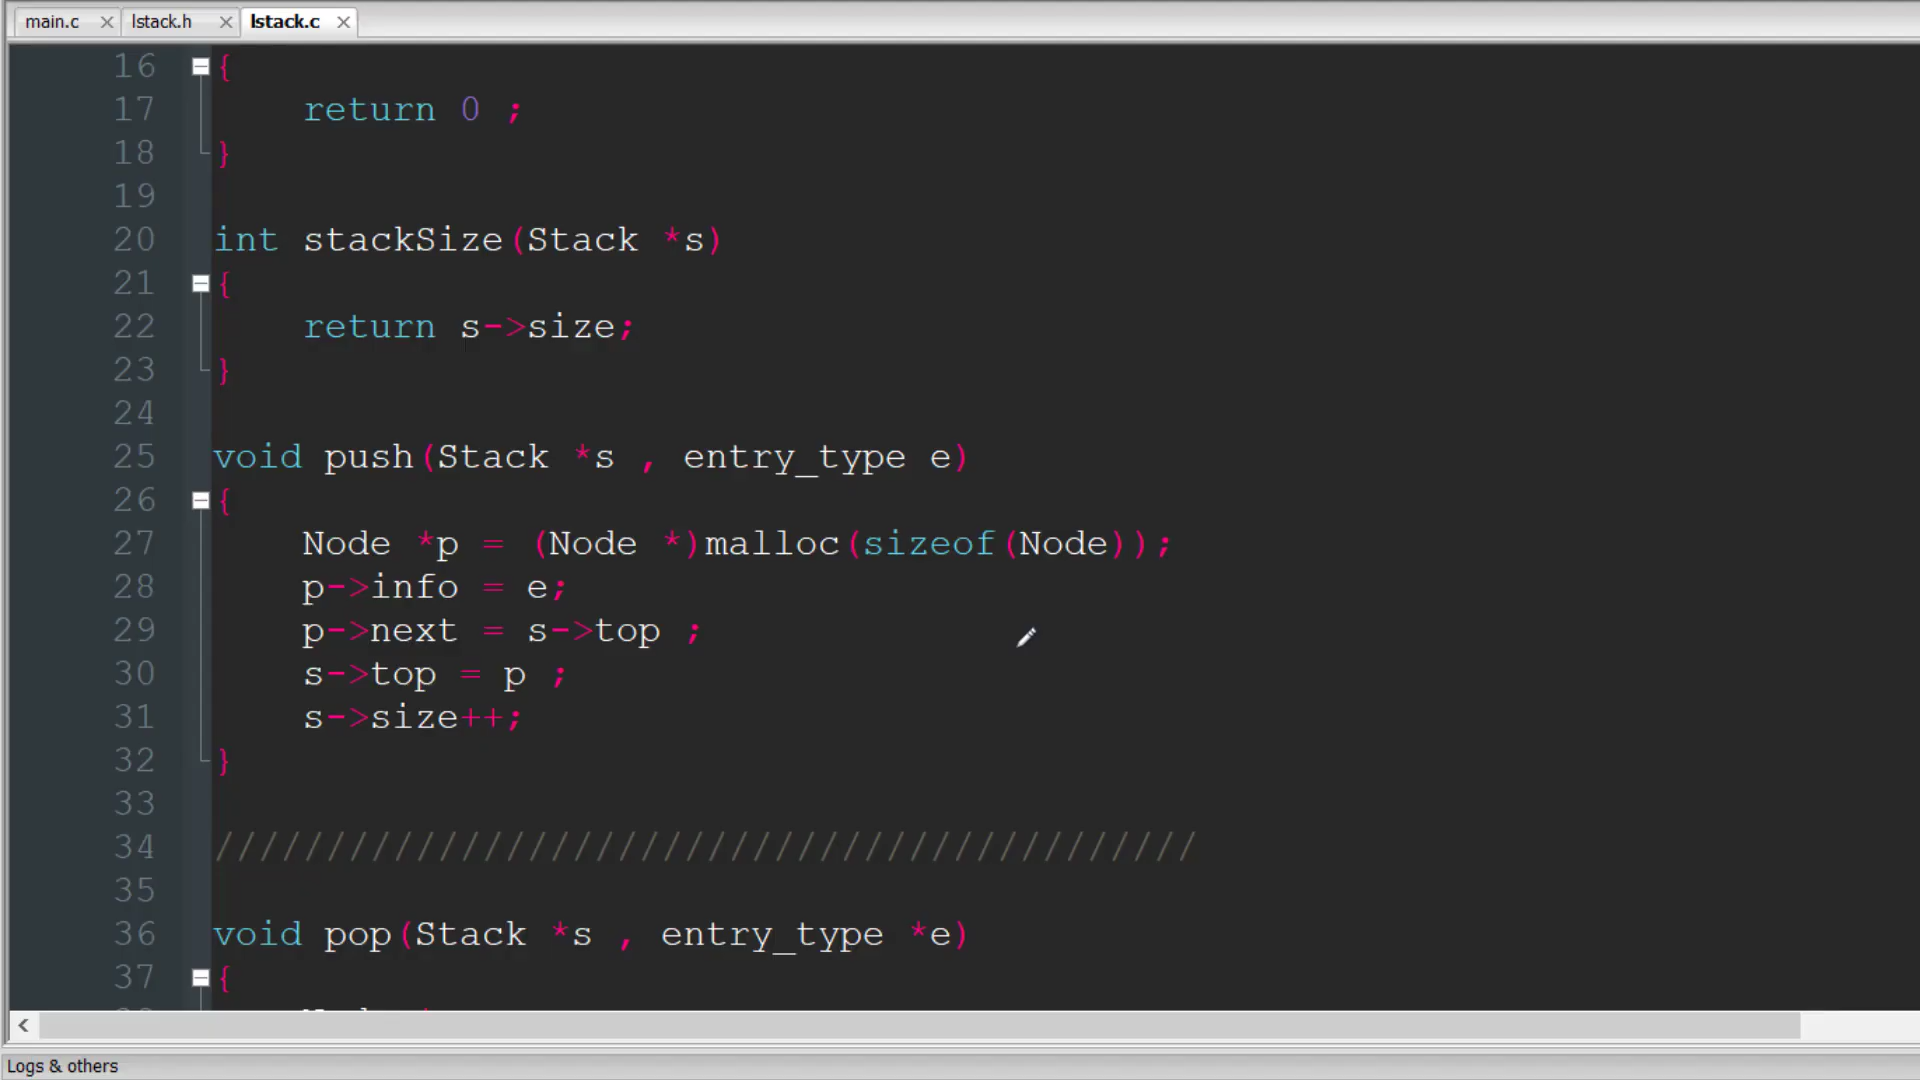 main.c lstack.h lstack.c
16 {
17 return 0 ;
18 }
19
20 int stackSize(Stack *s)
21 {
22 return s->size;
23 }
24
25 void push(Stack *s , entry_type e)
26 {
27 Node *p = (Node *)malloc(sizeof(Node));
28 p->info = e;
29 p->next = s->top ;
30 s->top = p ;
31 s->size++;
32 }
33
34 ////////////////////////////////////////////
35
36 void pop(Stack *s , entry_type *e)
37 {
Logs & others